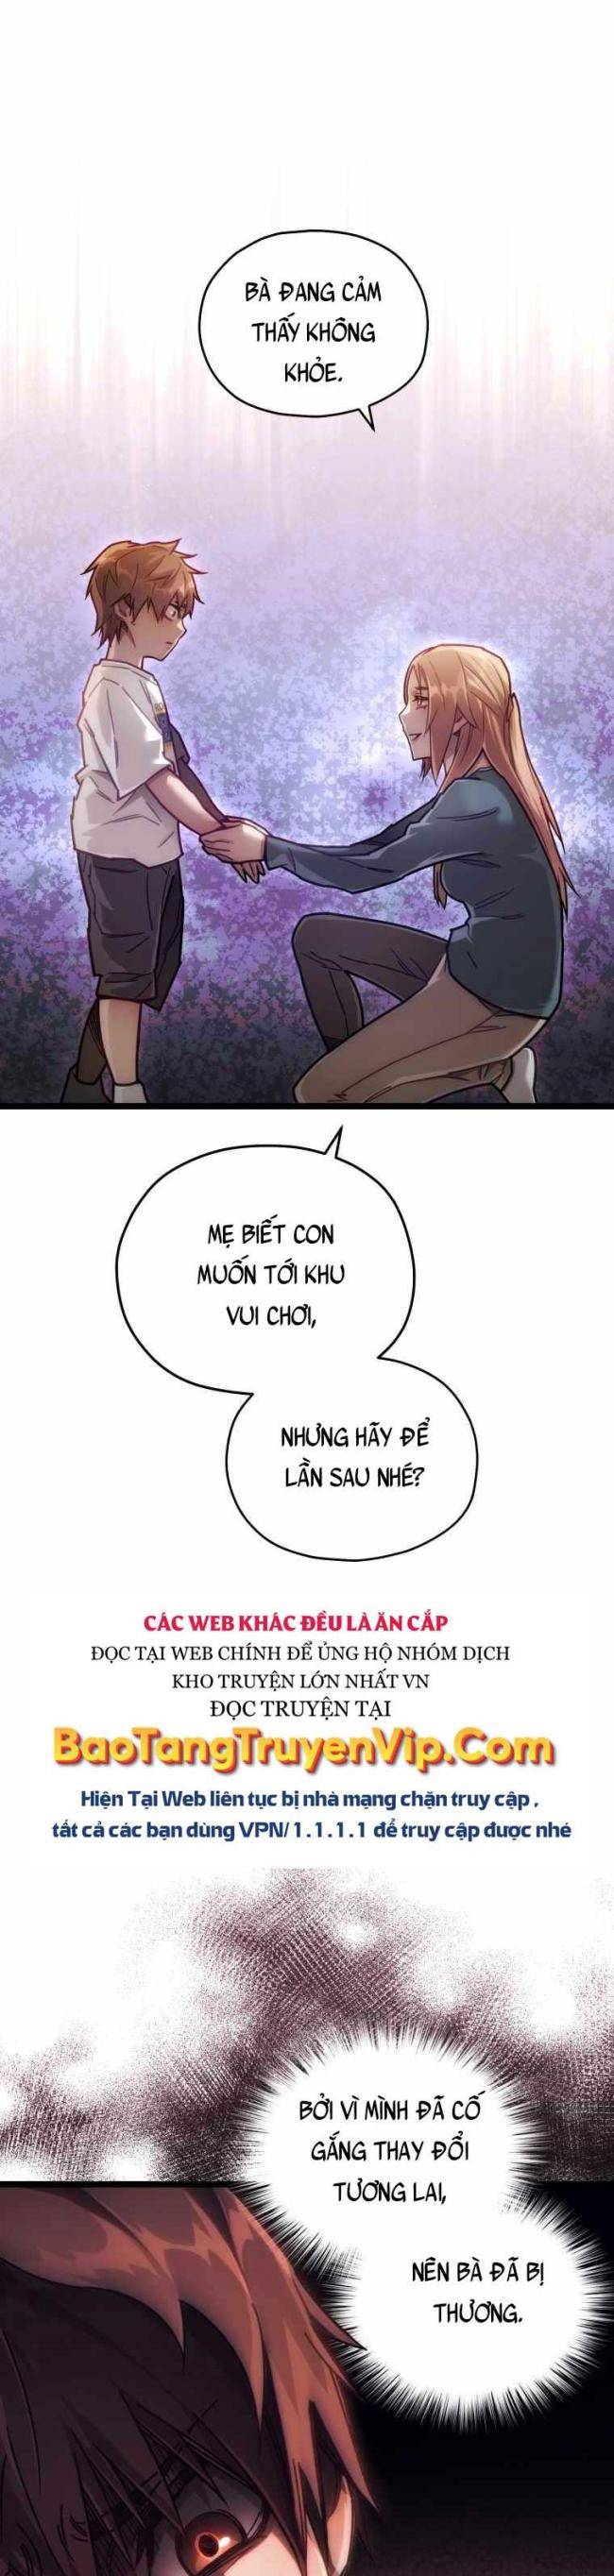 BÀ ĐANG CẢM
THẤY KHÔNG
KHỎE.
MẸ BIẾT CON
MUỐN TỚI KHU
VUI CHƠI,
NHƯNG HÃY ĐỂ
LẦN SAU NHÉ?
CÁC WEB KHÁC ĐỀU LÀ ĂN CẮP
ĐỌC TẠI WEB CHÍNH ĐỂ ỦNG HỘ NHÓM DỊCH
KHO TRUYỆN LỚN NHẤT VN
ĐỌC TRUYỆN TẠI
BaoTangTruyenVip.Com
Hiện Tại Web liên tục bị nhà mạng chặn truy cập,
tất cả các bạn dùng VPN/1.1.1.1 để truy cập được nhé
BỞI VÌ MÌNH ĐÃ CỐ
GẮNG THAY ĐỔI
TƯƠNG LAI,
NÊN BÀ ĐÃ BỊ
THƯƠNG.